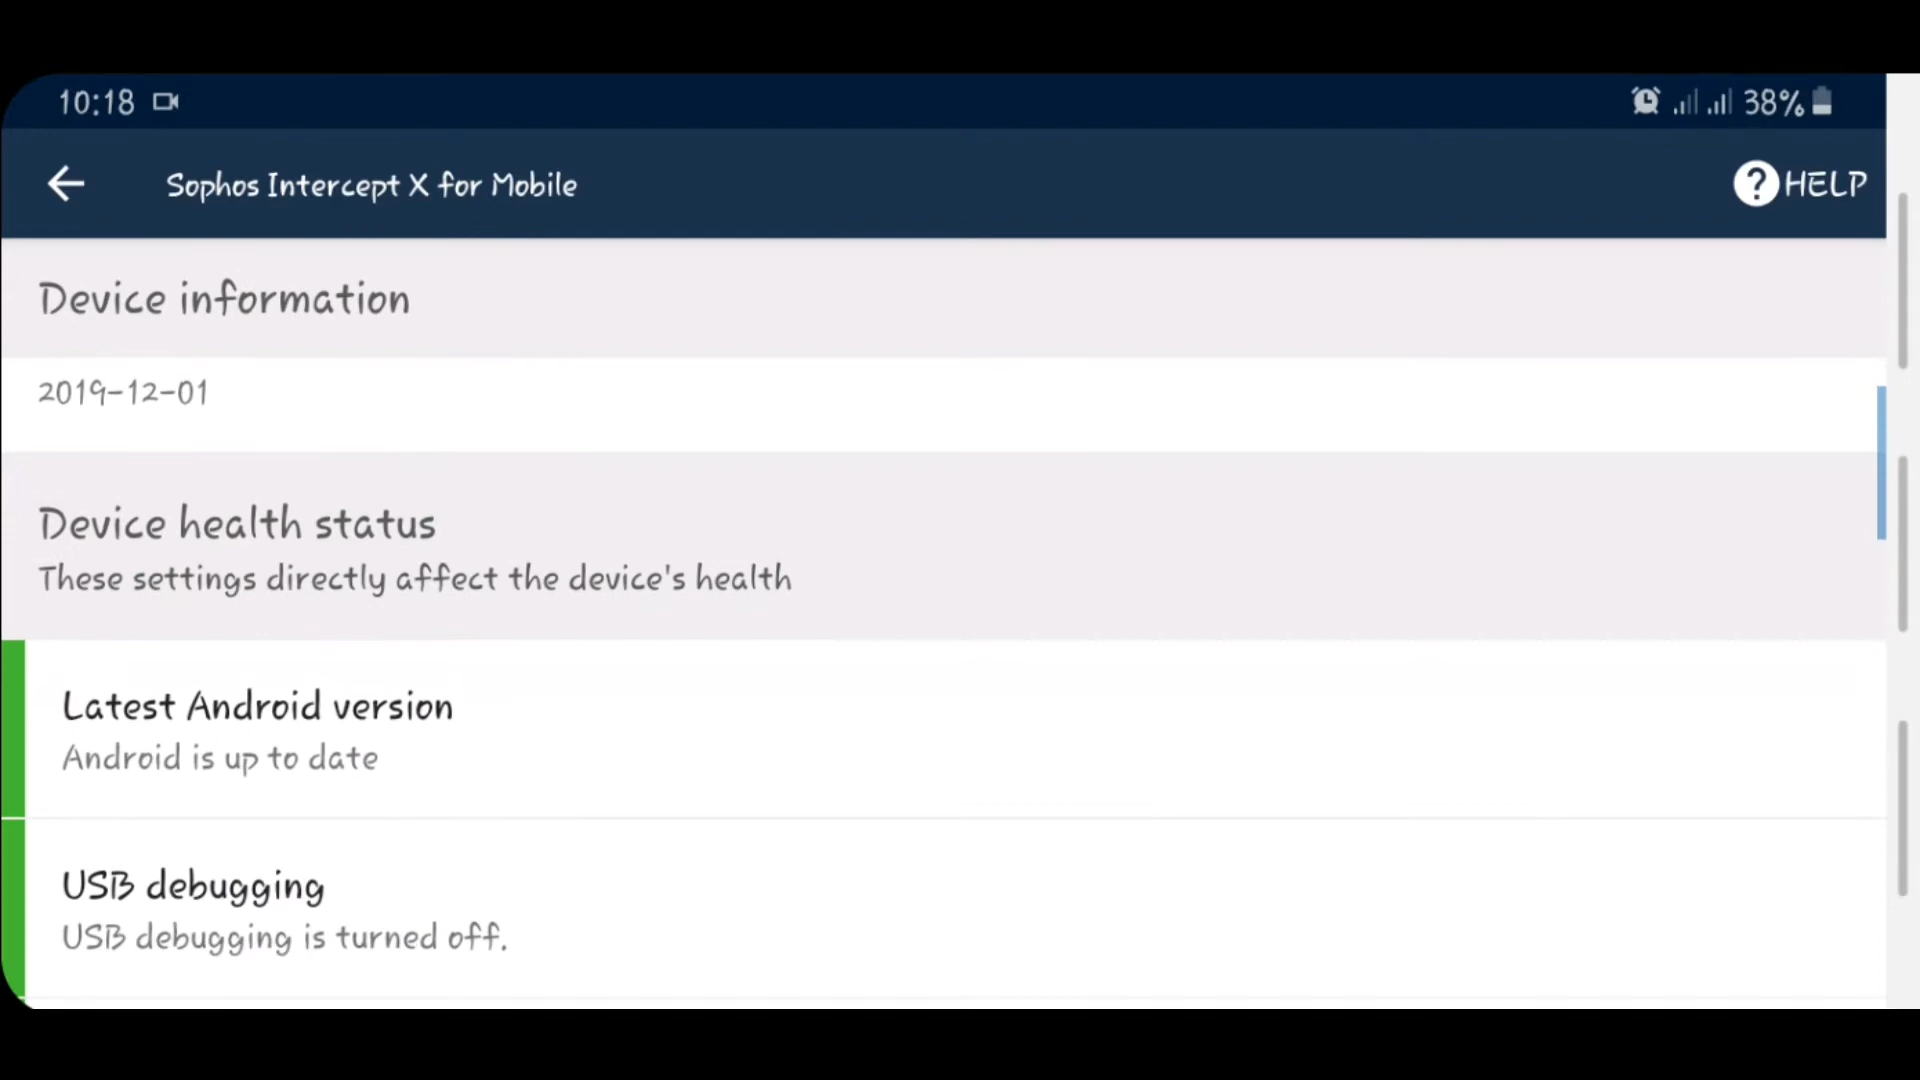 10:18 38%
Sophos Intercept X for Mobile HELP
Device information
2019-12-01
Device health status
These settings directly affect the device's health
Latest Android version
Android is up to date
USB debugging
USB debugging is turned off.